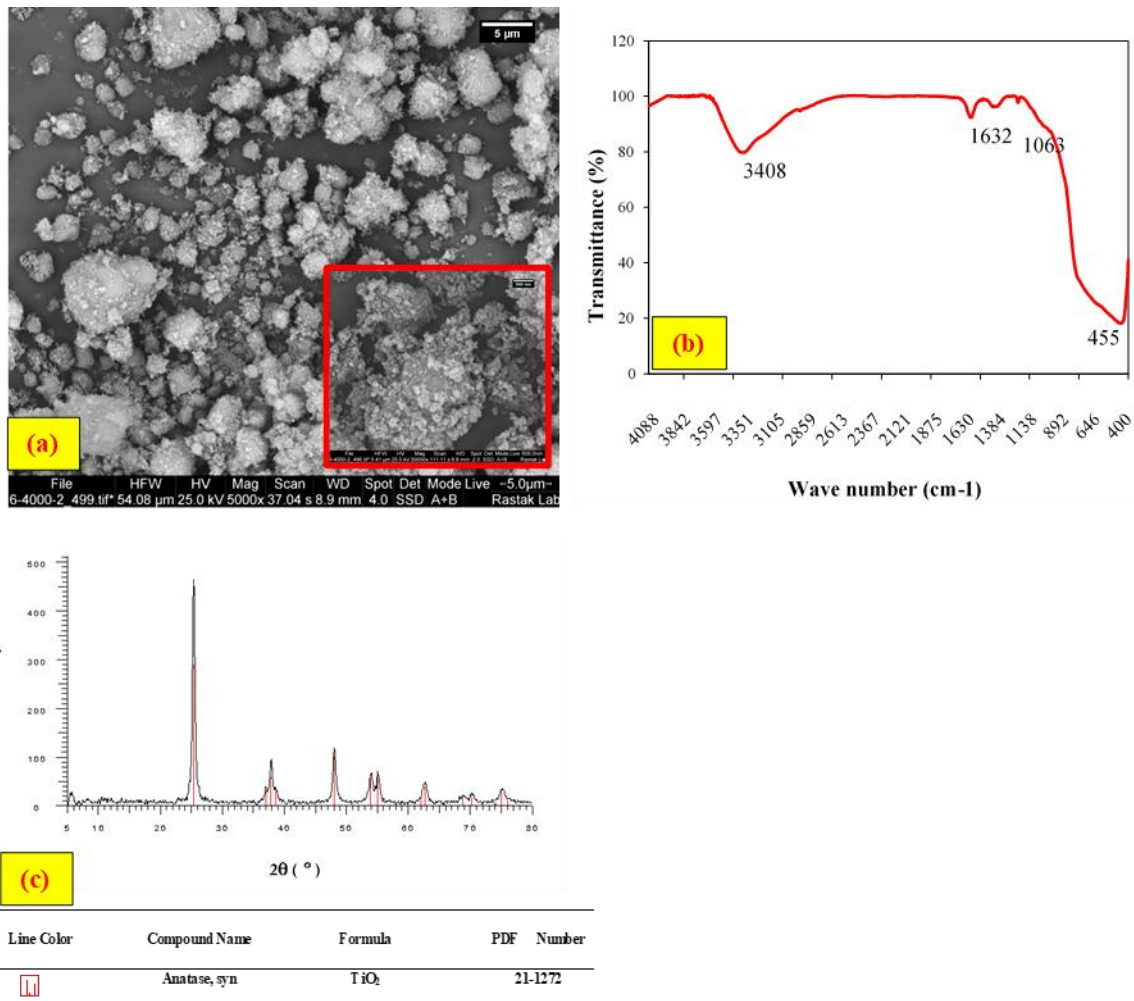 5 μm
(a)
File HFW HV Mag Scan WD Spot Det Mode Live ←5.0μm→
6-4000-2_499.tif* 54.08 μm 25.0 kV 5000x 37.04 s 8.9 mm 4.0 SSD A+B Rastak Lab
120
100
80
60
40
20
0
Transmittance (%)
3408
1632
1063
455
(b)
4088 3842 3597 3351 3105 2859 2613 2367 2121 1875 1630 1384 1138 892 646 400
Wave number (cm-1)
500
400
300
200
100
0
5 10 20 30 40 50 60 70 80
2θ ( °)
(c)
Line Color Compound Name Formula PDF Number
Anatase, syn TiO₂ 21-1272